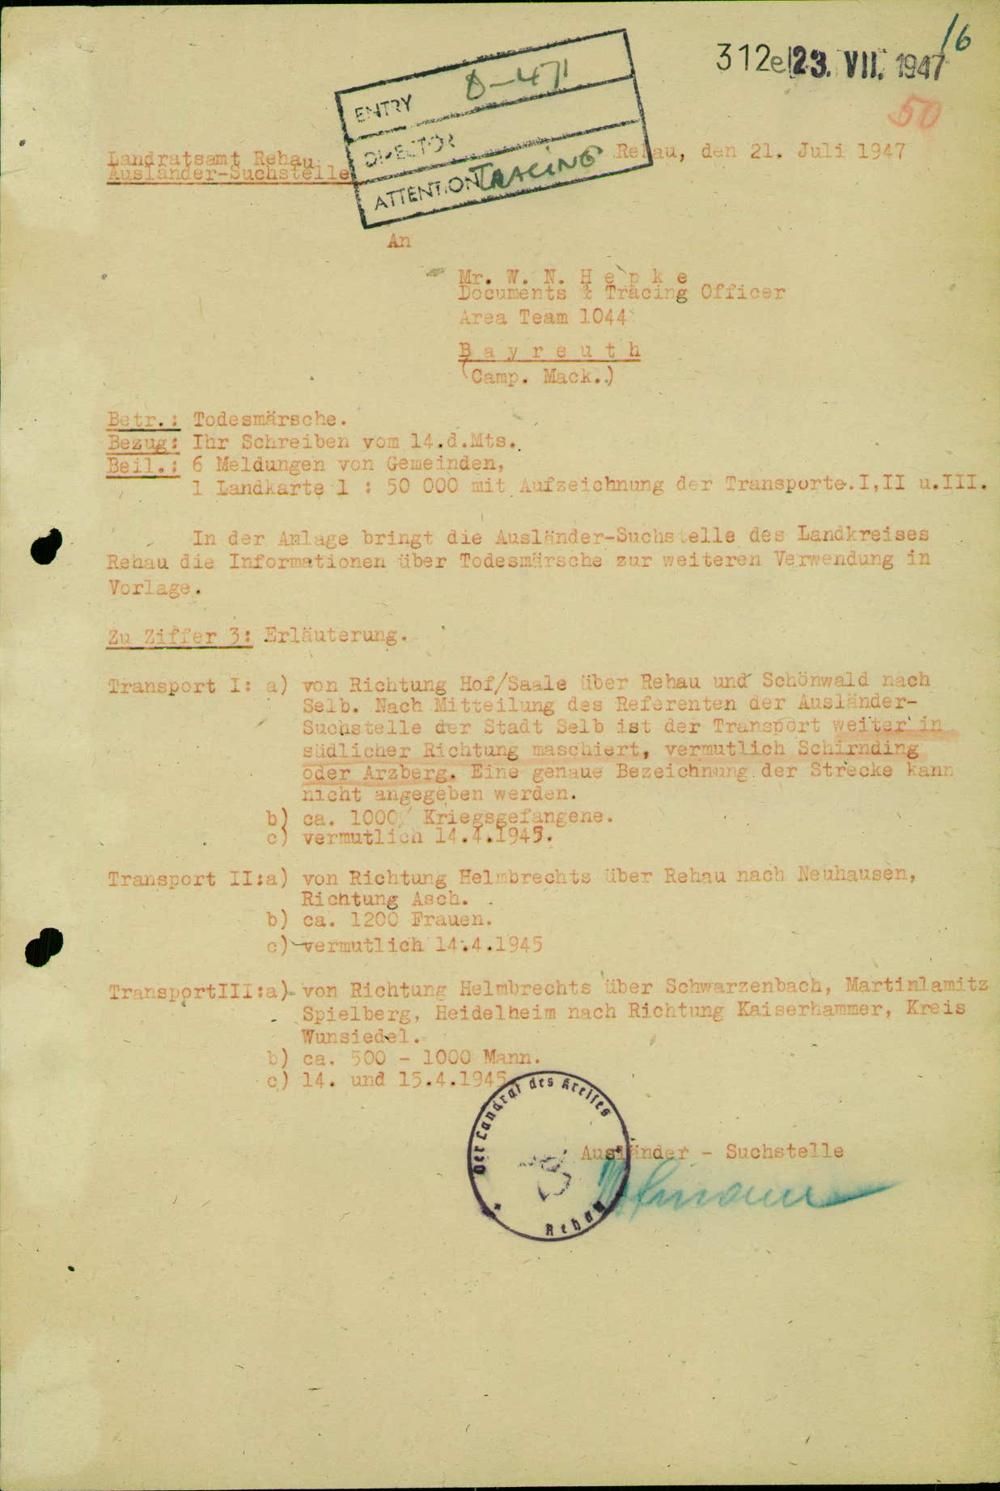 16
312e 23. VII. 1947
50
ENTRY D-471
DIRECTOR
ATTENTION TRACING
Landratsamt Rehau
Ausländer-Suchstelle
Rehau, den 21. Juli 1947
An
Mr. W. N. H e p k e
Documents & Tracing Officer
Area Team 1044
B a y r e u t h
(Camp. Mack..)
Betr.: Todesmärsche.
Bezug: Ihr Schreiben vom 14.d.Mts.
Beil.: 6 Meldungen von Gemeinden,
1 Landkarte 1 : 50 000 mit Aufzeichnung der Transporte.I,II u.III.
In der Anlage bringt die Ausländer-Suchstelle des Landkreises
Rehau die Informationen über Todesmärsche zur weiteren Verwendung in
Vorlage.
Zu Ziffer 3: Erläuterung.
Transport I: a) von Richtung Hof/Saale über Rehau und Schönwald nach
Selb. Nach Mitteilung des Referenten der Ausländer-
Suchstelle der Stadt Selb ist der Transport weiter in
südlicher Richtung maschiert, vermutlich Schirnding
oder Arzberg. Eine genaue Bezeichnung der Strecke kann
nicht angegeben werden.
b) ca. 1000 Kriegsgefangene.
c) vermutlich 14.4.1945.
Transport II:a) von Richtung Helmbrechts über Rehau nach Neuhausen,
Richtung Asch.
b) ca. 1200 Frauen.
c) vermutlich 14.4.1945
TransportIII:a) von Richtung Helmbrechts über Schwarzenbach, Martinlamitz
Spielberg, Heidelheim nach Richtung Kaiserhammer, Kreis
Wunsiedel.
b) ca. 500 - 1000 Mann.
c) 14. und 15.4.1945
Der Landrat des Kreises
Rehau
Ausländer - Suchstelle